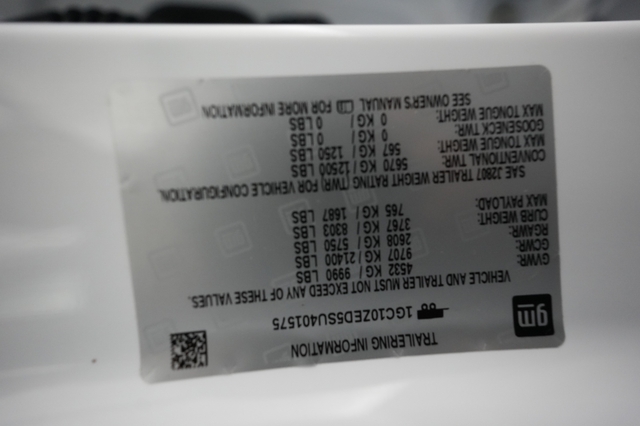 TRAILERING INFORMATION
gm
1GC10ZED5SU401575
VEHICLE AND TRAILER MUST NOT EXCEED ANY OF THESE VALUES.
GVWR: 4532 KG / 9990 LBS
GCWR: 9707 KG / 21400 LBS
RGAWR: 2608 KG / 5750 LBS
CURB WEIGHT: 3767 KG / 8303 LBS
MAX PAYLOAD: 765 KG / 1687 LBS
SAE J2807 TRAILER WEIGHT RATING (TWR) FOR VEHICLE CONFIGURATION.
CONVENTIONAL TWR: 5670 KG / 12500 LBS
MAX TONGUE WEIGHT: 567 KG / 1250 LBS
GOOSENECK TWR: 0 KG / 0 LBS
MAX TONGUE WEIGHT: 0 KG / 0 LBS
SEE OWNER'S MANUAL FOR MORE INFORMATION